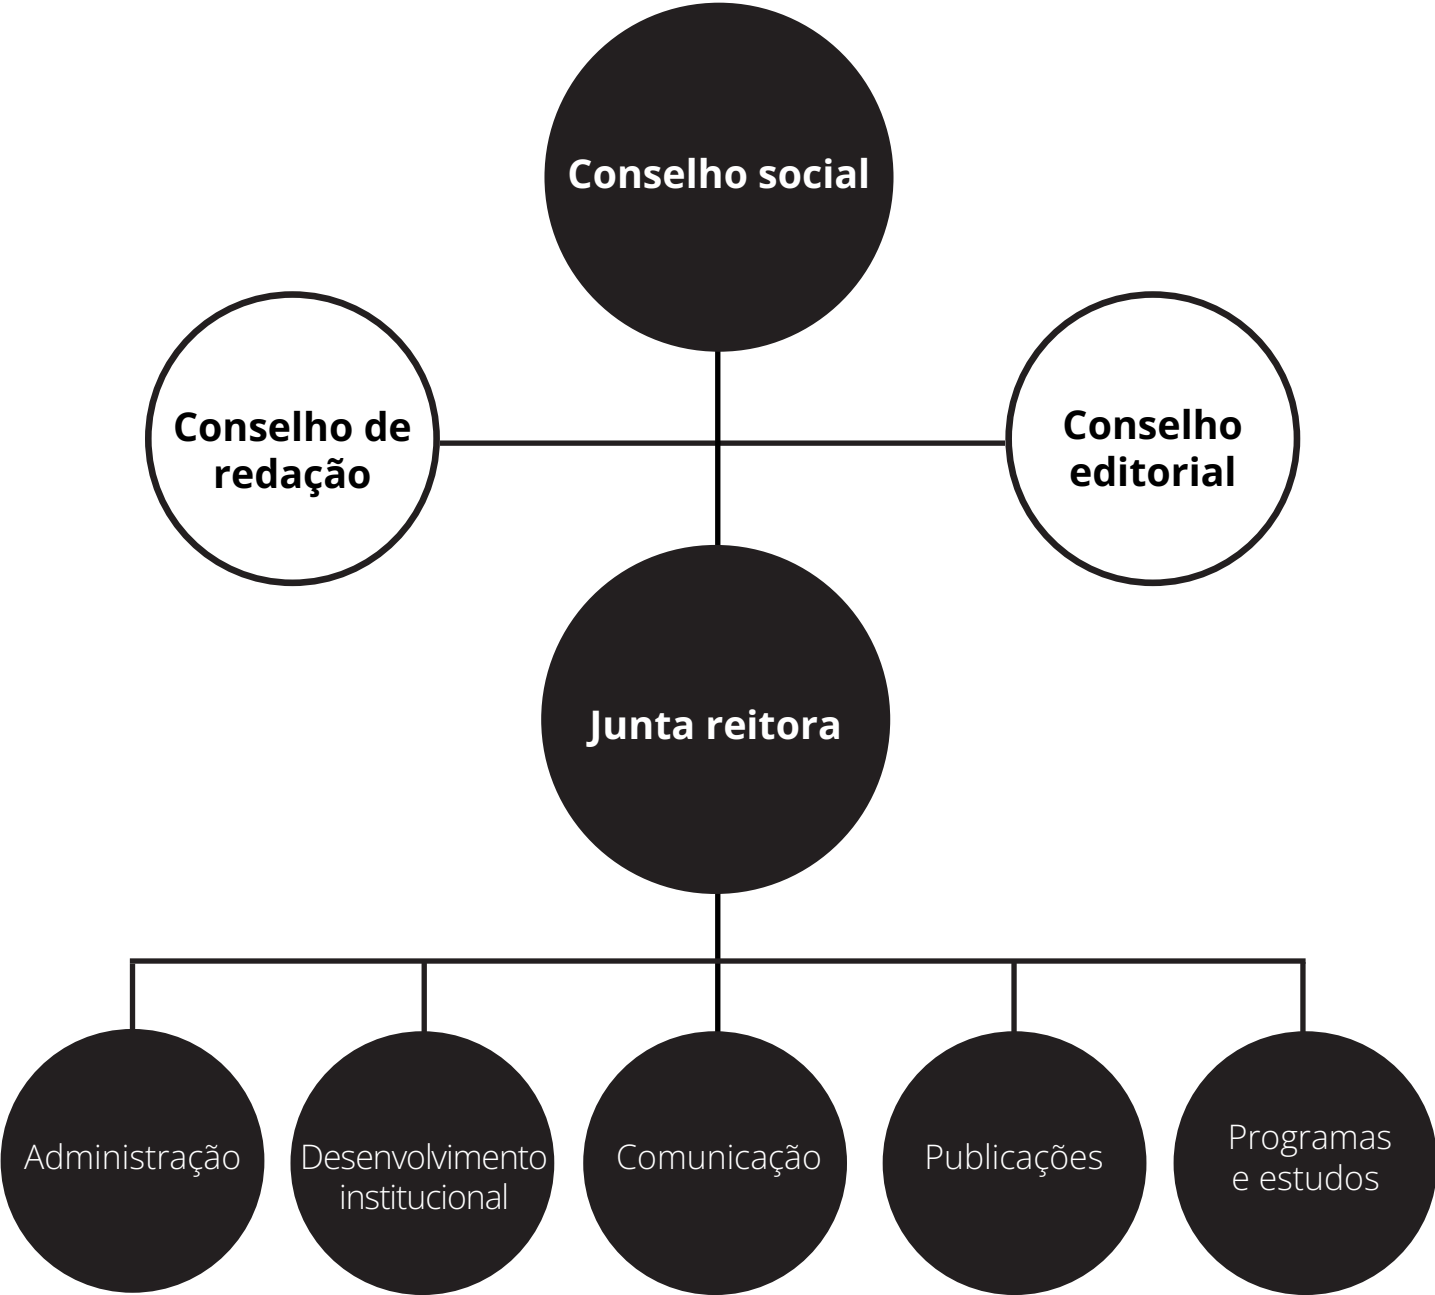 Conselho social
Conselho de
redação
Conselho
editorial
Junta reitora
Administração
Desenvolvimento
institucional
Comunicação
Publicações
Programas
e estudos